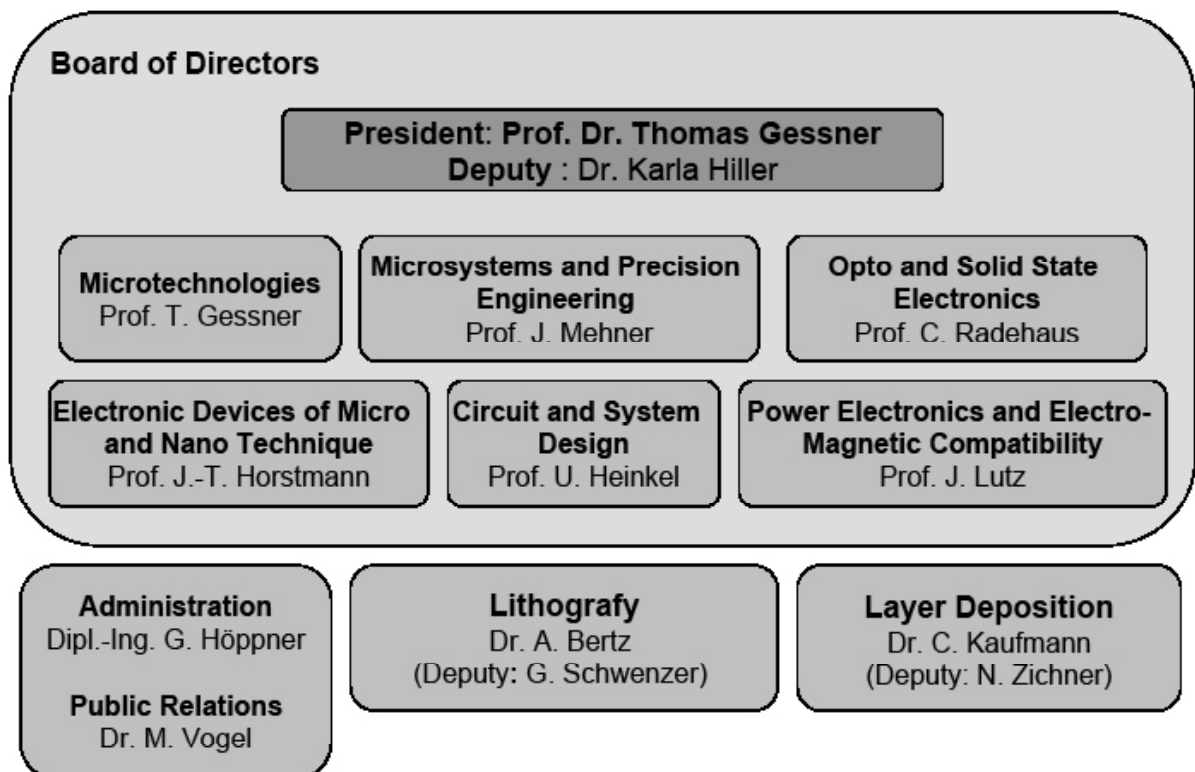 Board of Directors
President: Prof. Dr. Thomas Gessner
Deputy : Dr. Karla Hiller
Microtechnologies
Prof. T. Gessner
Microsystems and Precision
Engineering
Prof. J. Mehner
Opto and Solid State
Electronics
Prof. C. Radehaus
Electronic Devices of Micro
and Nano Technique
Prof. J.-T. Horstmann
Circuit and System
Design
Prof. U. Heinkel
Power Electronics and Electro-
Magnetic Compatibility
Prof. J. Lutz
Administration
Dipl.-Ing. G. Höppner
Public Relations
Dr. M. Vogel
Lithografy
Dr. A. Bertz
(Deputy: G. Schwenzer)
Layer Deposition
Dr. C. Kaufmann
(Deputy: N. Zichner)